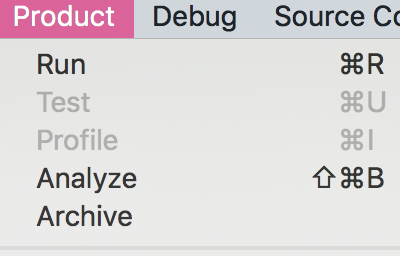 Product Debug Source Co
Run ⌘R
Test ⌘U
Profile ⌘I
Analyze ⇧⌘B
Archive